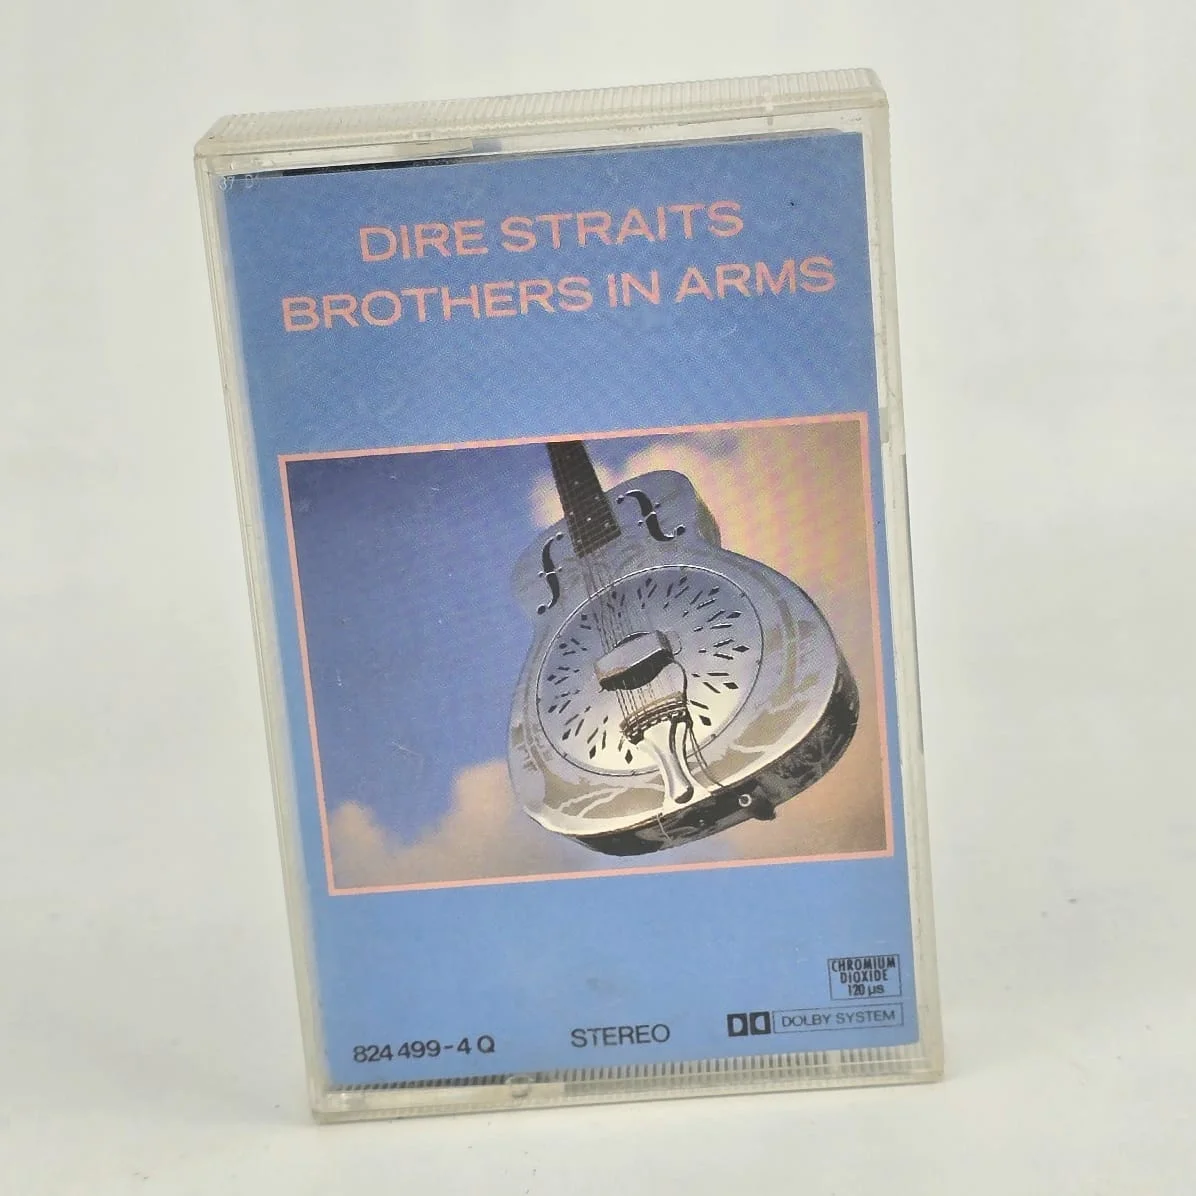 DIRE STRAITS
BROTHERS IN ARMS
CHROMIUM
DIOXIDE
120 µs
824 499-4 Q
STEREO
DOLBY SYSTEM